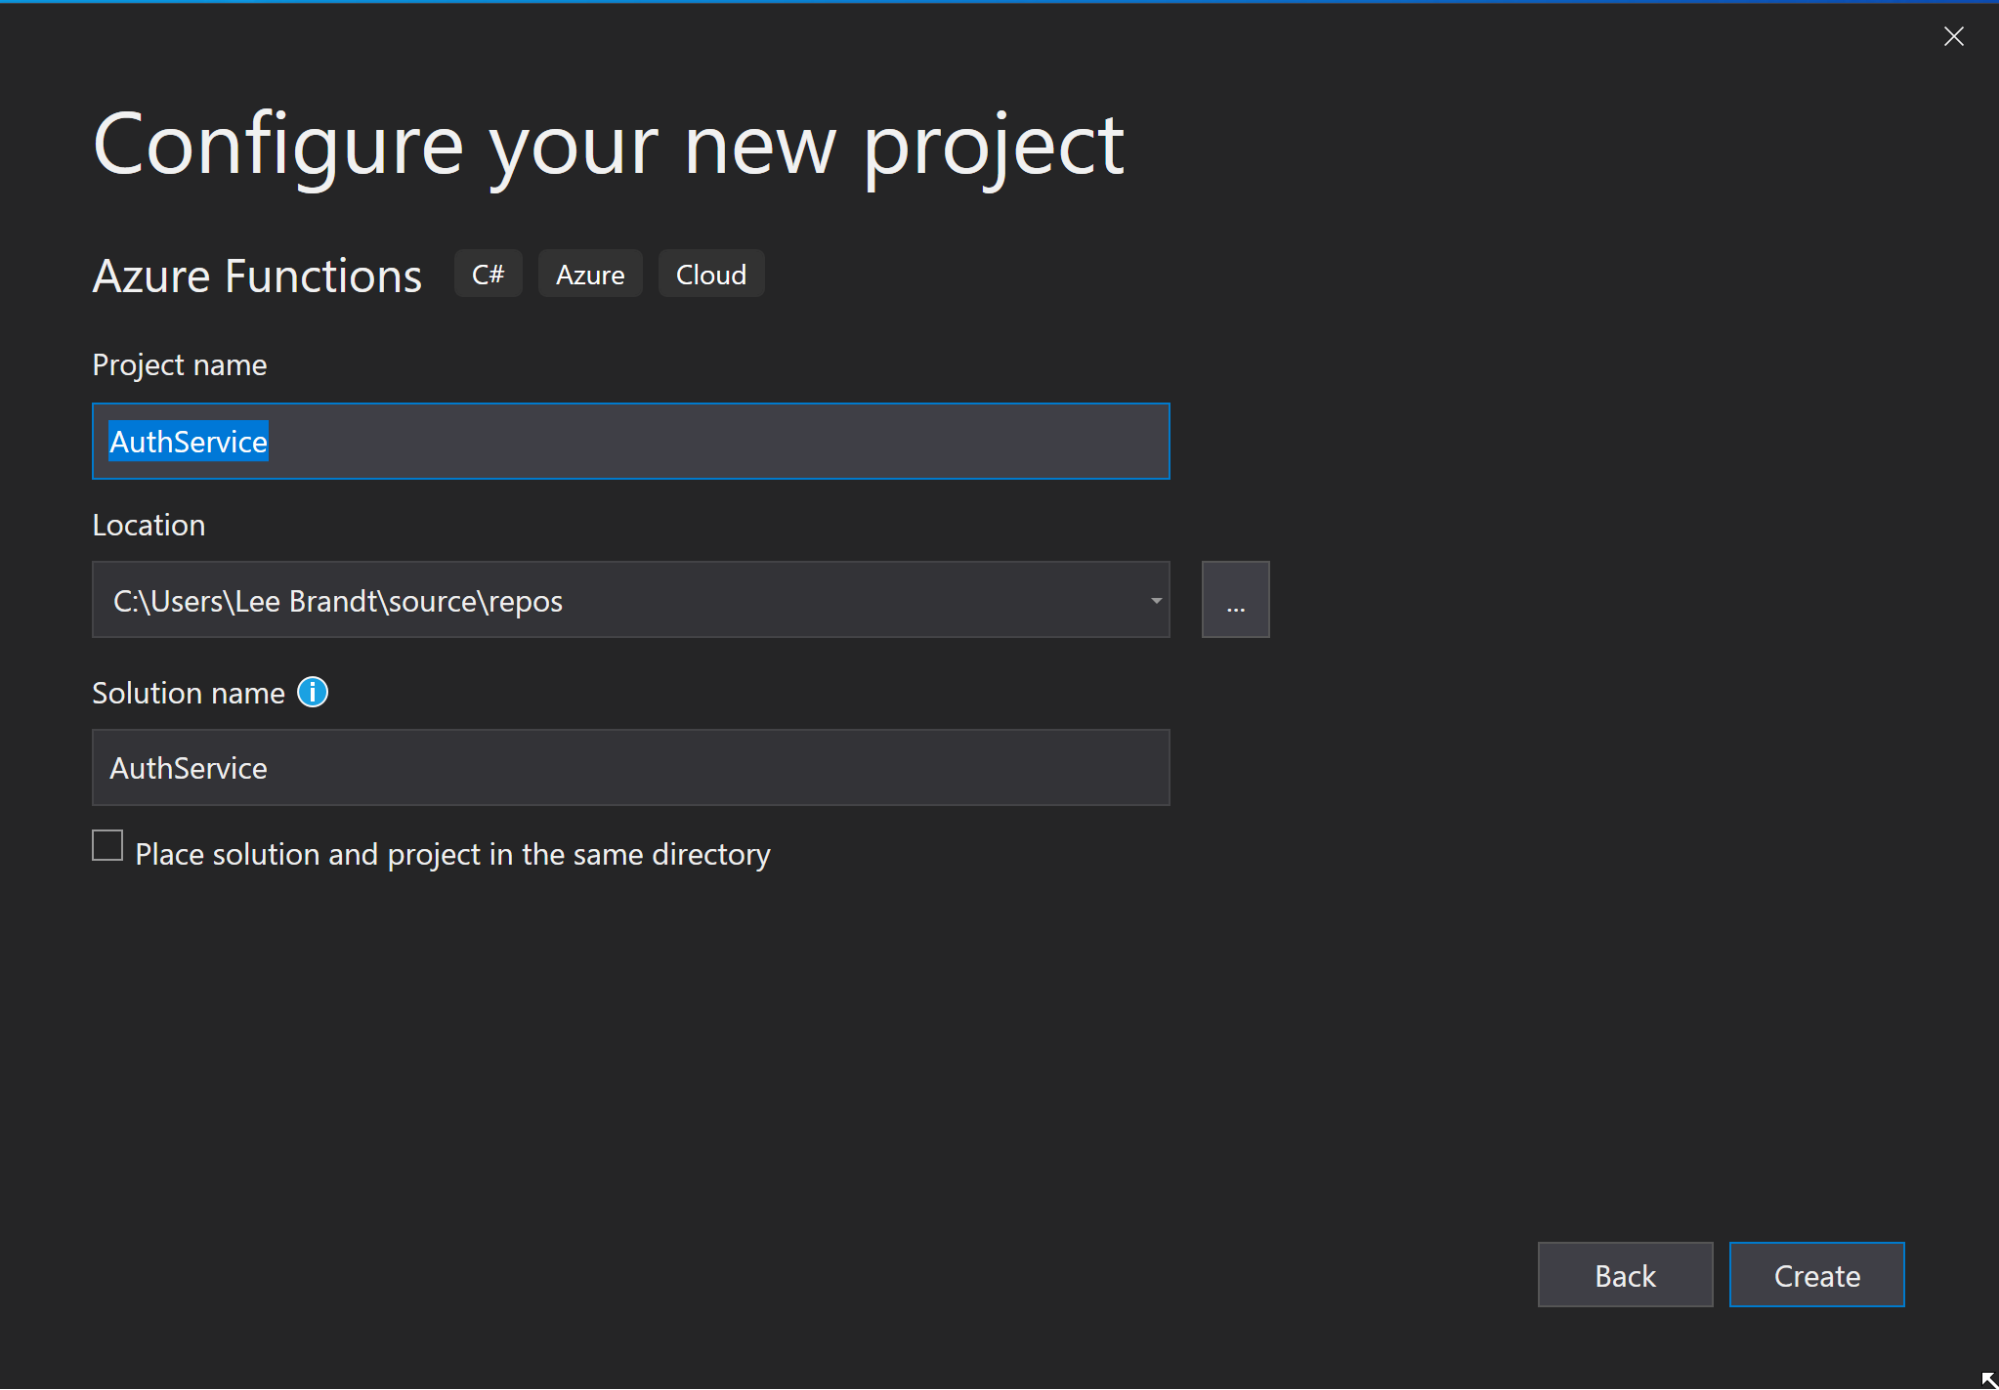 Configure your new project
Azure Functions C# Azure Cloud
Project name
AuthService
Location
C:\Users\Lee Brandt\source\repos
...
Solution name
AuthService
Place solution and project in the same directory
Back Create